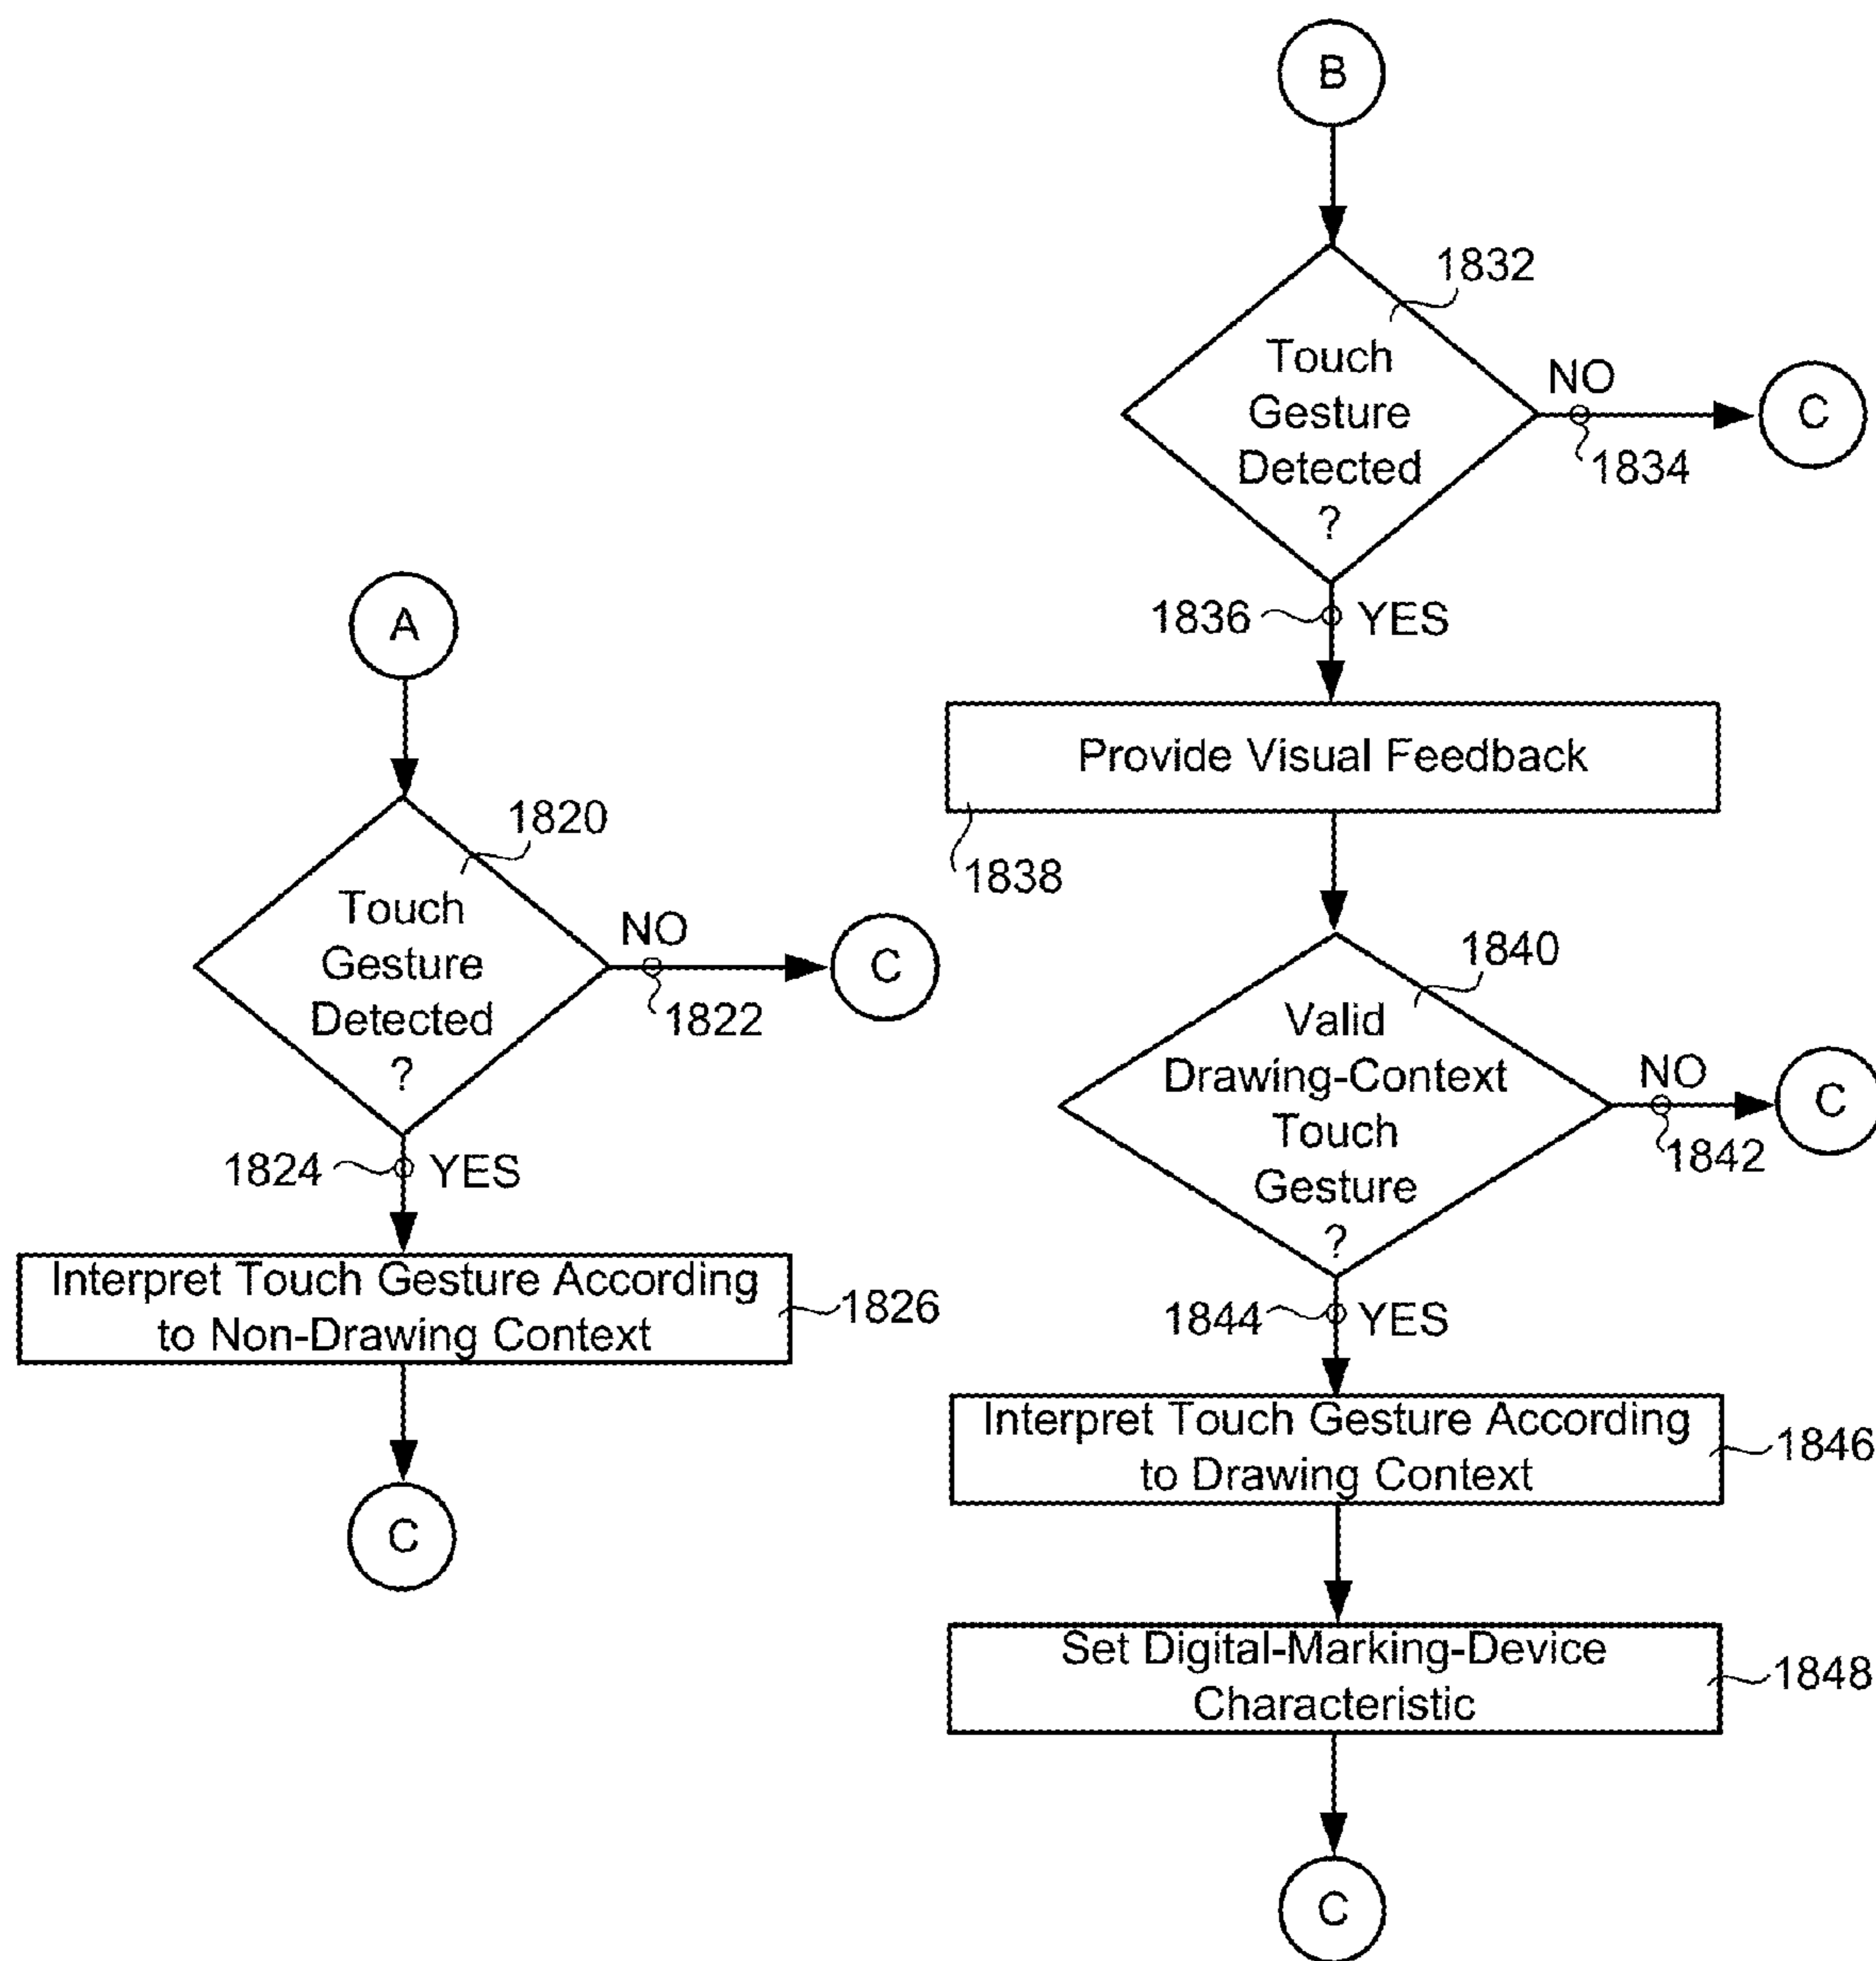 A
1820
Touch
Gesture
Detected
?
NO
1822
C
1824
YES
Interpret Touch Gesture According
to Non-Drawing Context
1826
C
B
1832
Touch
Gesture
Detected
?
NO
1834
C
1836
YES
Provide Visual Feedback
1838
1840
Valid
Drawing-Context
Touch
Gesture
?
NO
1842
C
1844
YES
Interpret Touch Gesture According
to Drawing Context
1846
Set Digital-Marking-Device
Characteristic
1848
C